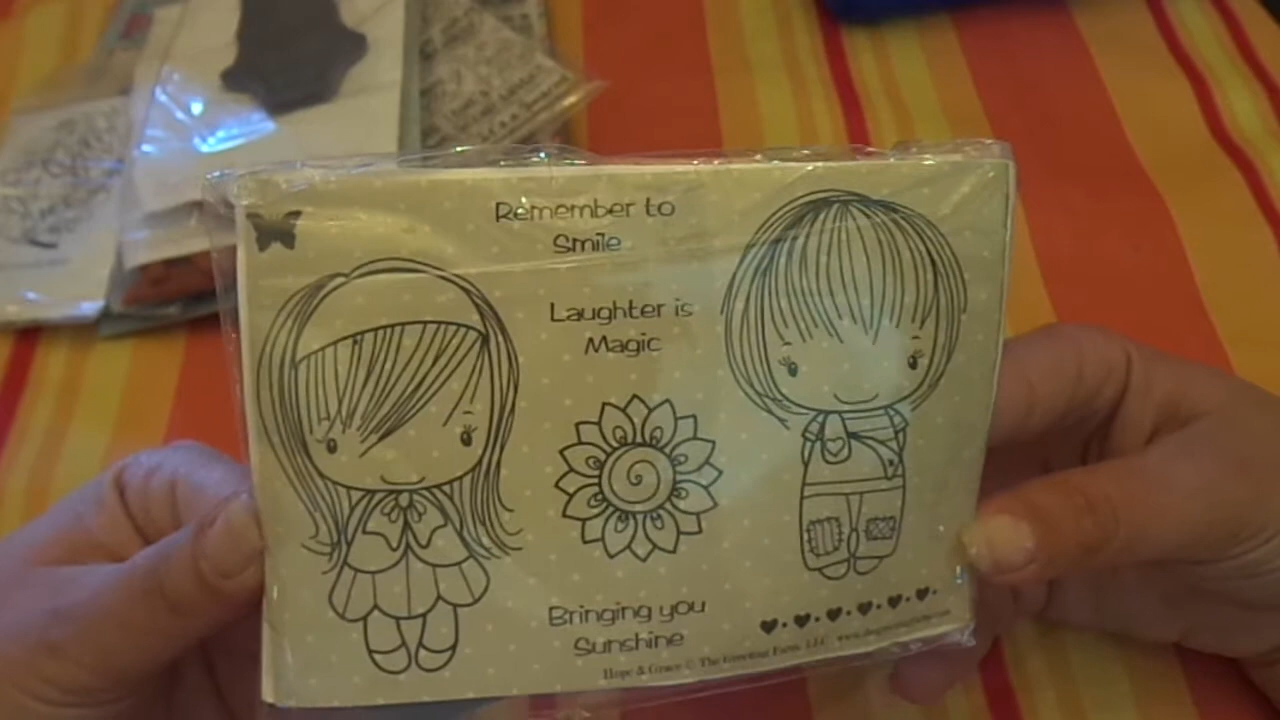 Remember to
Smile
Laughter is
Magic
Bringing you
Sunshine
Hope & Grace © The Greeting Farm, LLC